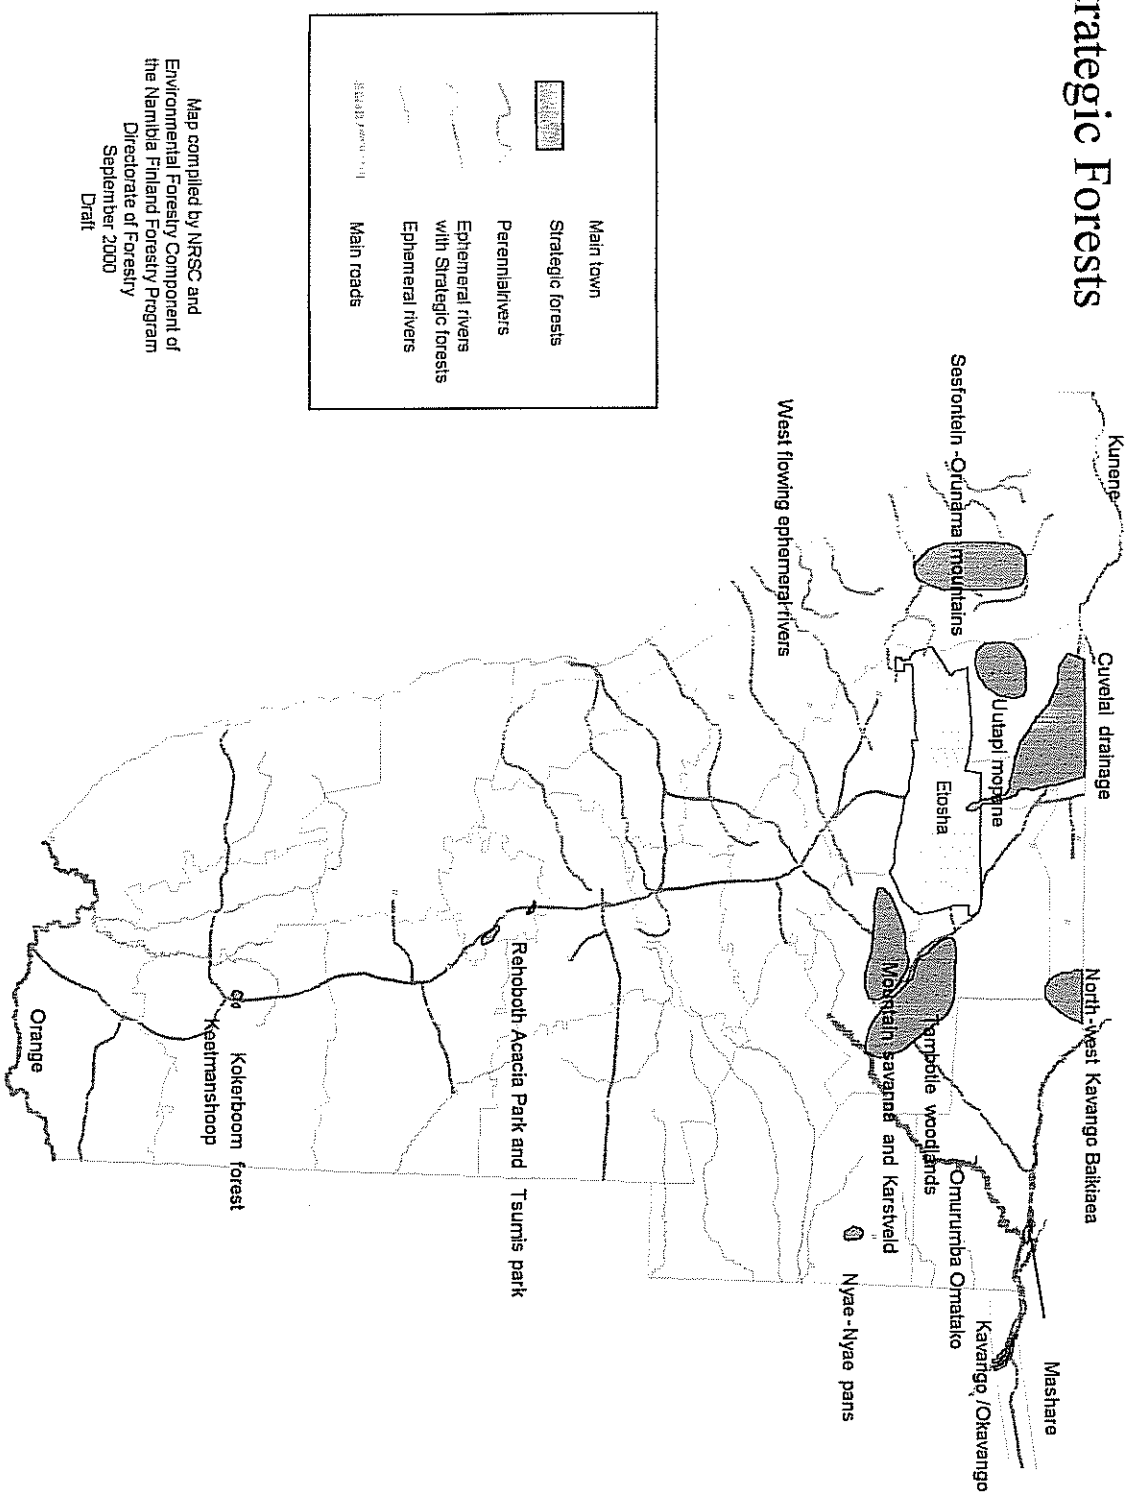 rategic Forests
Kunene
Cuvelai drainage
North-west Kavango Baikiaea
Mashare
Kavango /Okavango
Omurumba Omatako
Tambotie woodlands
Mountain savanna and Karstveld
Nyae-Nyae pans
Sesfontein -Orunama mountains
Uutapi mopane
Etosha
West flowing ephemeral rivers
Rehoboth Acacia Park and Tsumis park
Kokerboom forest
Keetmanshoop
Orange
Main town
Strategic forests
Perennialrivers
Ephemeral rivers
with Strategic forests
Ephemeral rivers
Main roads
Map compiled by NRSC and
Environmental Forestry Component of
the Namibia Finland Forestry Program
Directorate of Forestry
September 2000
Draft